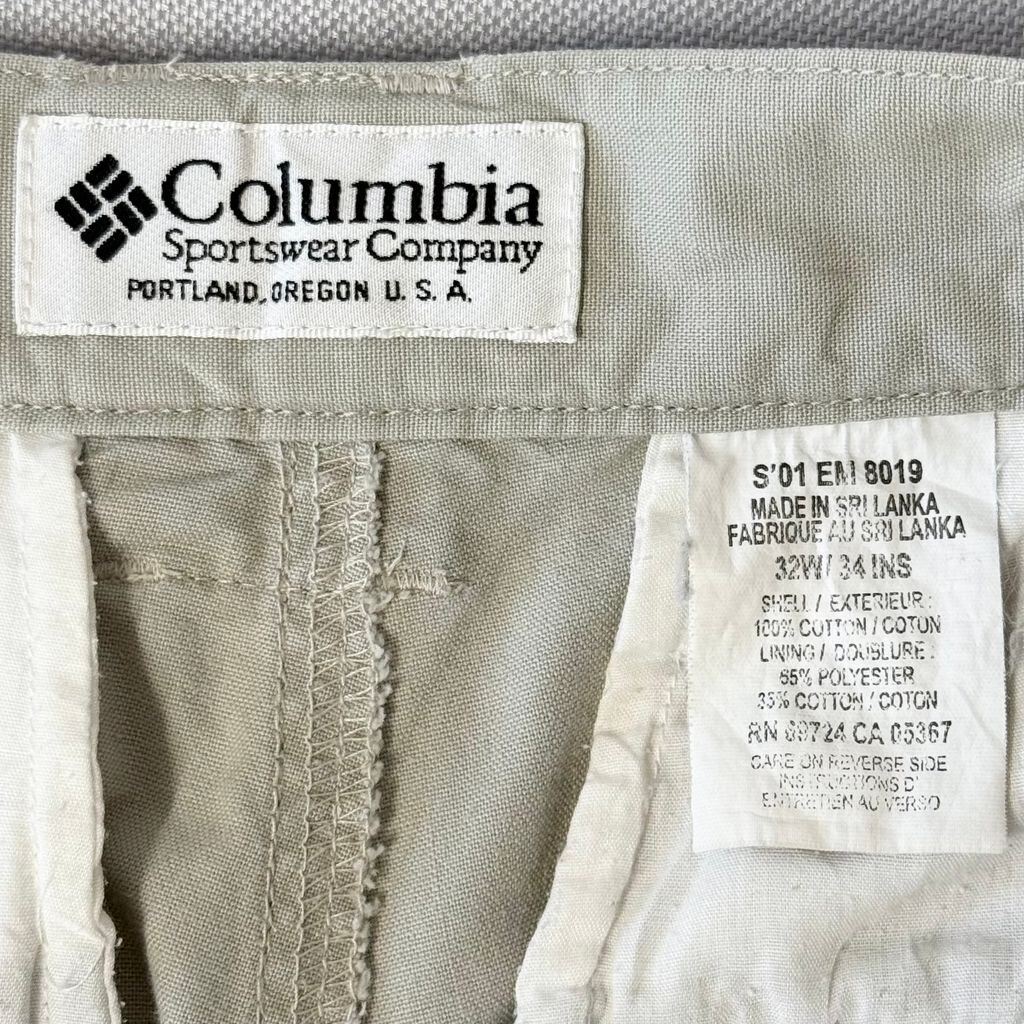 Columbia
Sportswear Company
PORTLAND, OREGON U.S.A.
S'01 EM 8019
MADE IN SRI LANKA
FABRIQUE AU SRI LANKA
32W/ 34 INS
SHELL / EXTERIEUR :
100% COTTON / COTON
LINING / DOUBLURE :
65% POLYESTER
35% COTTON / COTON
RN 69724 CA 05367
CARE ON REVERSE SIDE
INSTRUCTIONS D'
ENTRETIEN AU VERSO